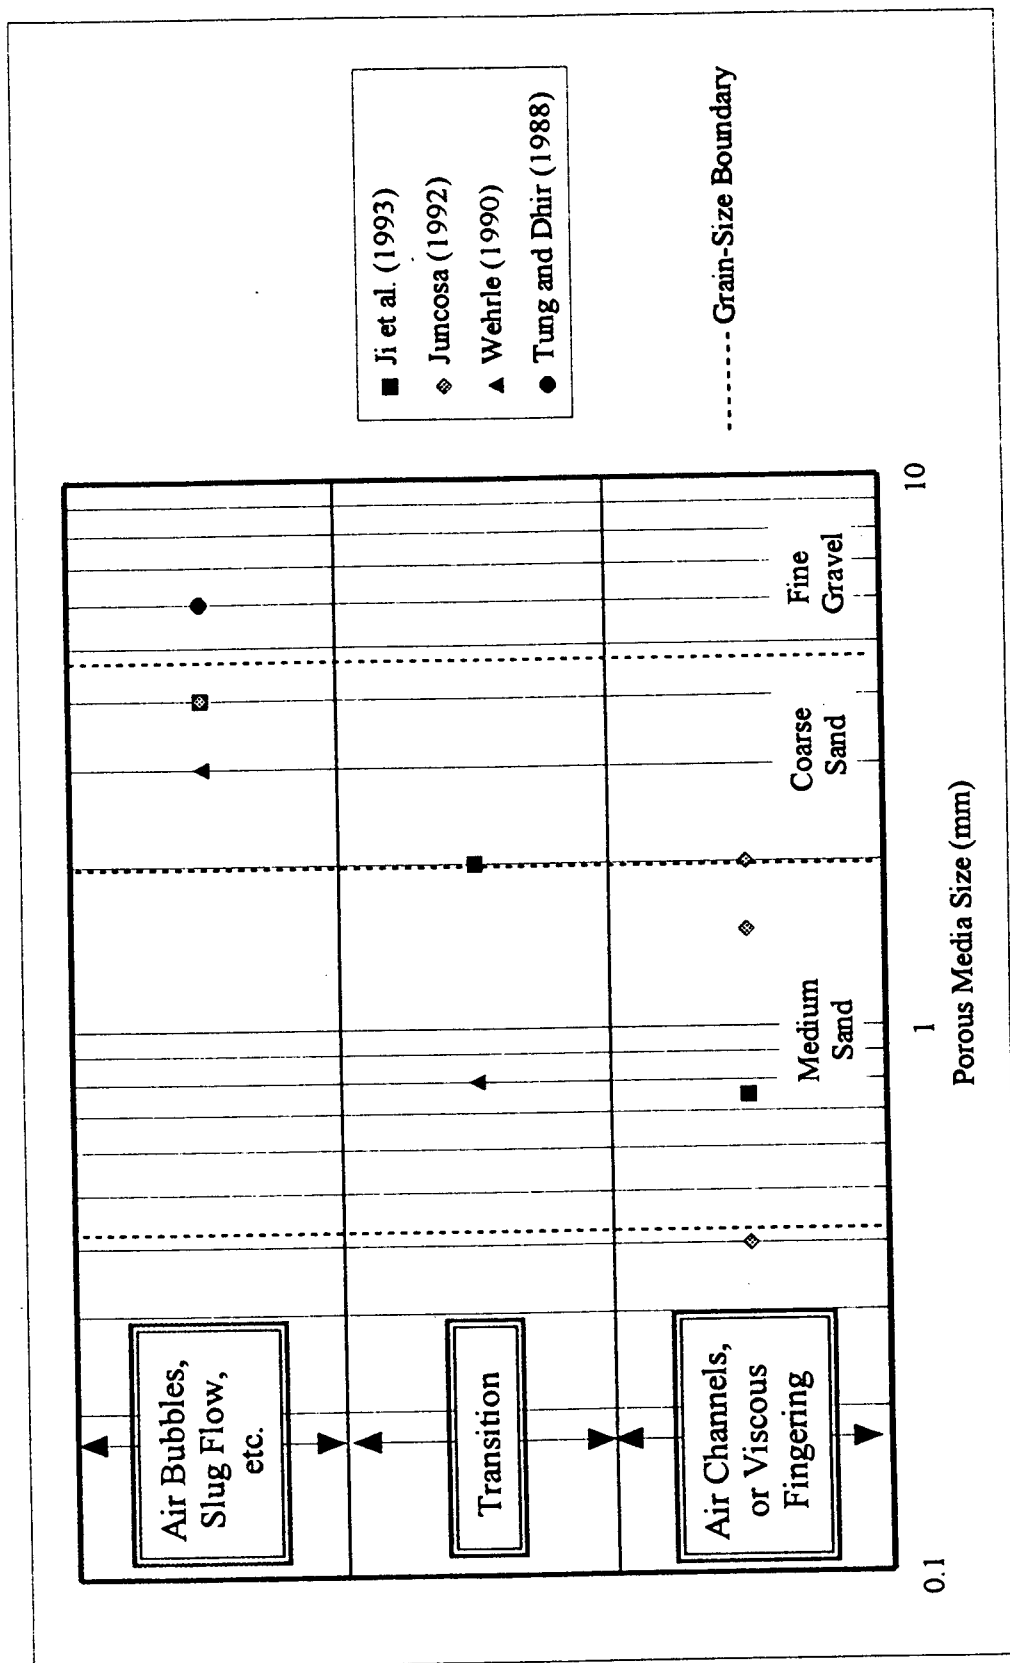 Air Bubbles,
Slug Flow,
etc.
Transition
Air Channels,
or Viscous
Fingering
Medium
Sand
Coarse
Sand
Fine
Gravel
0.1
1
10
Porous Media Size (mm)
Ji et al. (1993)
Juncosa (1992)
Wehrle (1990)
Tung and Dhir (1988)
Grain-Size Boundary